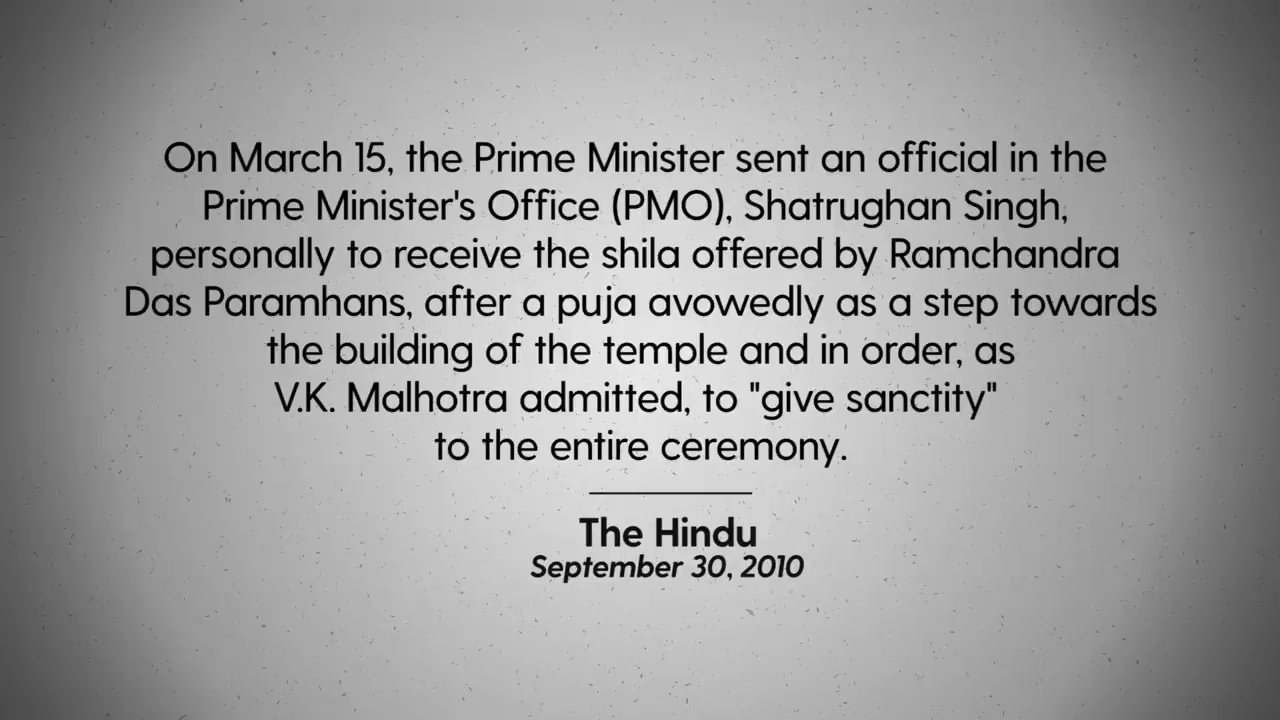 On March 15, the Prime Minister sent an official in the
Prime Minister's Office (PMO), Shatrughan Singh,
personally to receive the shila offered by Ramchandra
Das Paramhans, after a puja avowedly as a step towards
the building of the temple and in order, as
V.K. Malhotra admitted, to "give sanctity"
to the entire ceremony.
The Hindu
September 30, 2010